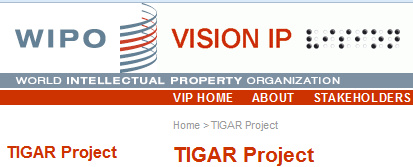 WIPO VISION IP
WORLD INTELLECTUAL PROPERTY ORGANIZATION
VIP HOME ABOUT STAKEHOLDERS
Home > TIGAR Project
TIGAR Project TIGAR Project